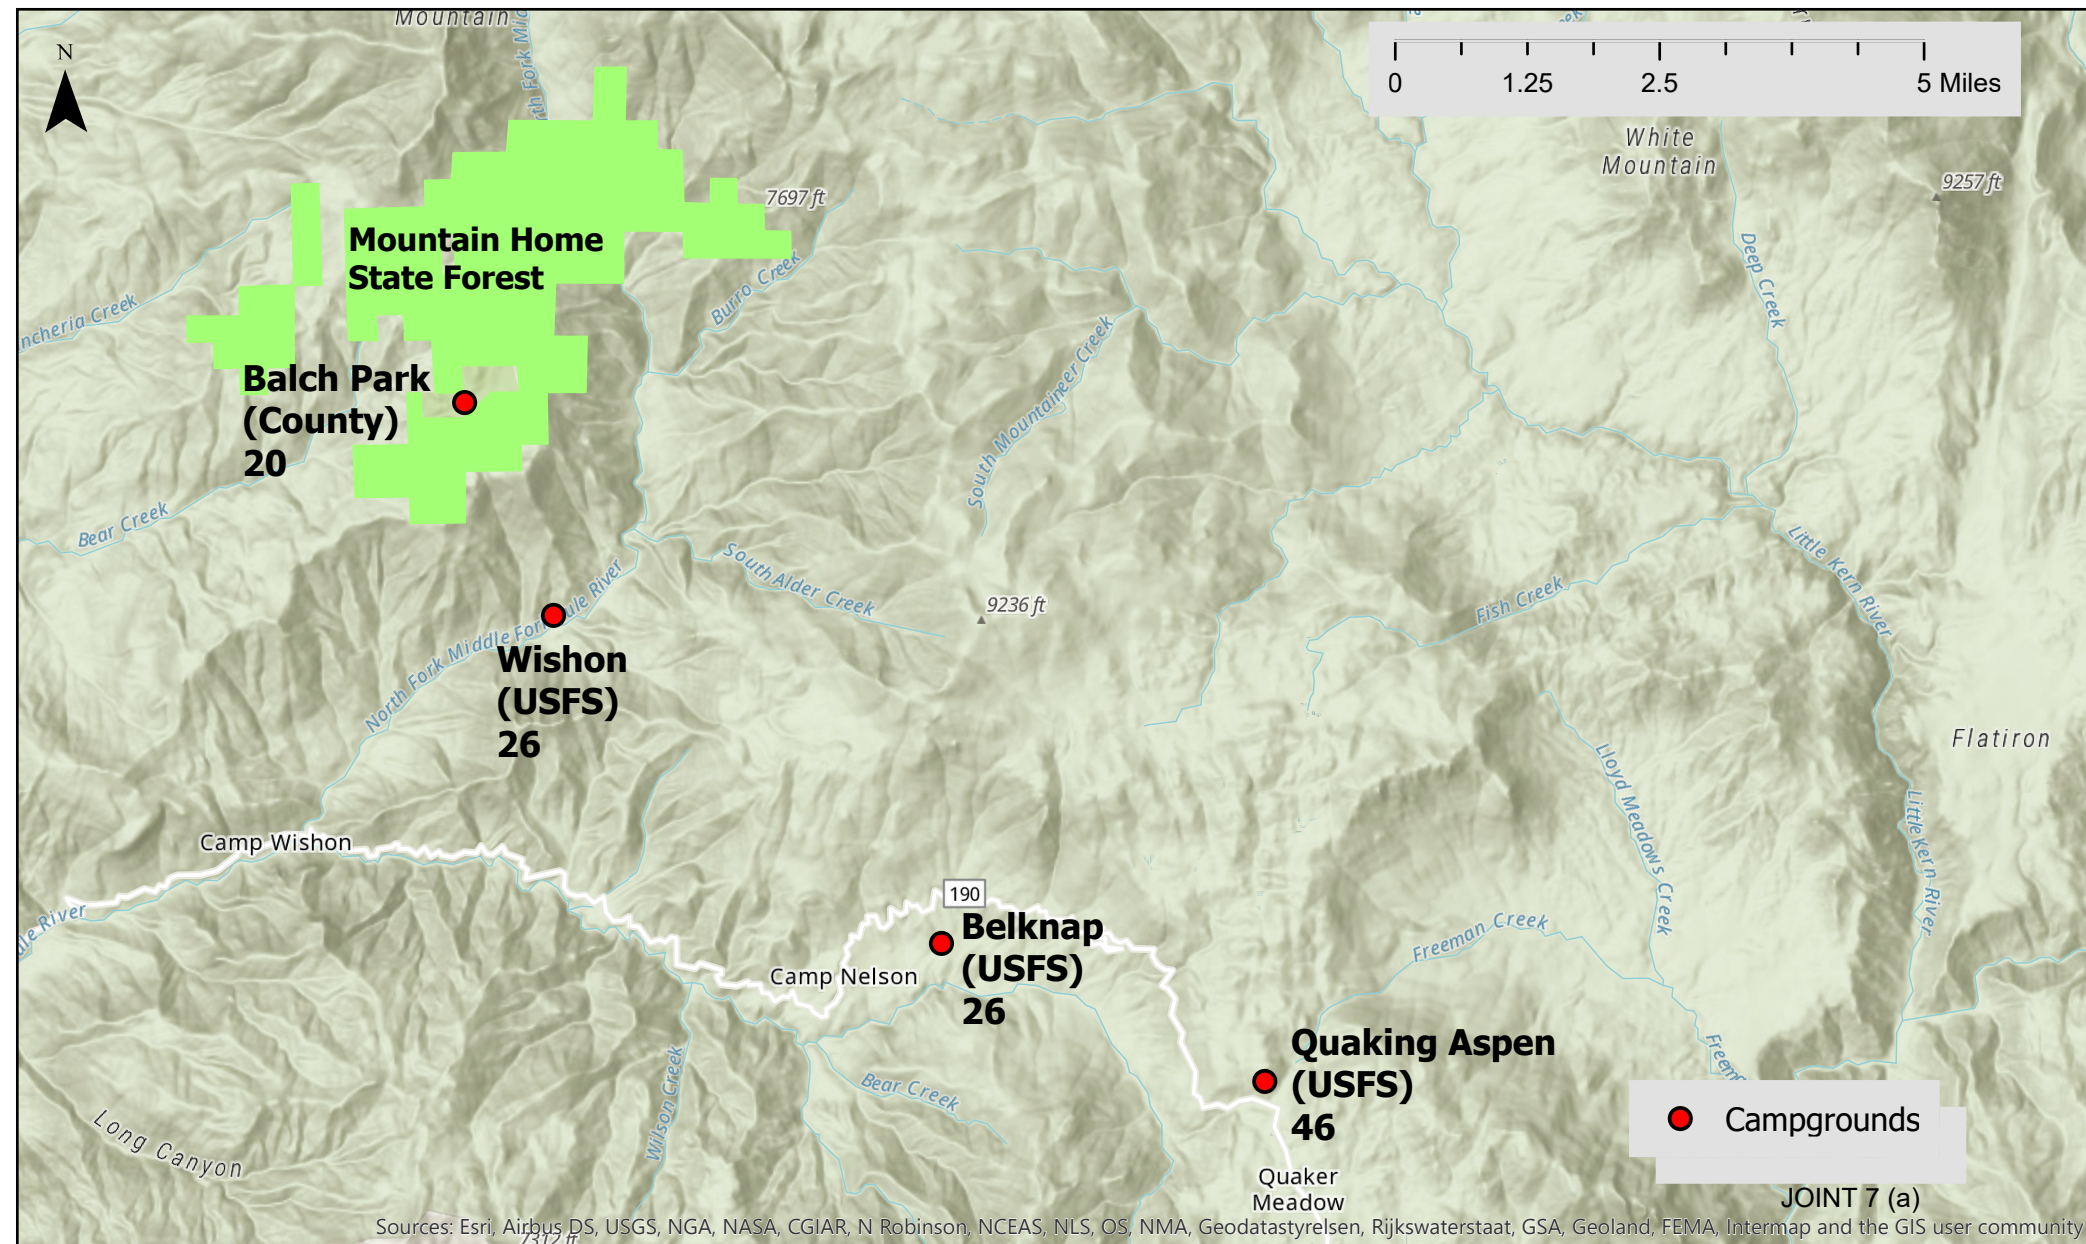 Mountain
N
0 1.25 2.5 5 Miles
White
Mountain
9257 ft
7697 ft
Mountain Home
State Forest
Burro Creek
Deep Creek
South Mountaineer Creek
Balch Park
(County)
20
Bear Creek
South Alder Creek
9236 ft
Fish Creek
Little Kern River
North Fork Middle
Wishon
(USFS)
26
Flatiron
Lloyd Meadows Creek
Little Kern River
Camp Wishon
190
Belknap
(USFS)
26
Camp Nelson
Freeman Creek
River
Quaking Aspen
(USFS)
46
Wilson Creek
Bear Creek
Long Canyon
Campgrounds
Quaker
Meadow
JOINT 7 (a)
Sources: Esri, Airbus DS, USGS, NGA, NASA, CGIAR, N Robinson, NCEAS, NLS, OS, NMA, Geodatastyrelsen, Rijkswaterstaat, GSA, Geoland, FEMA, Intermap and the GIS user community
7312 ft